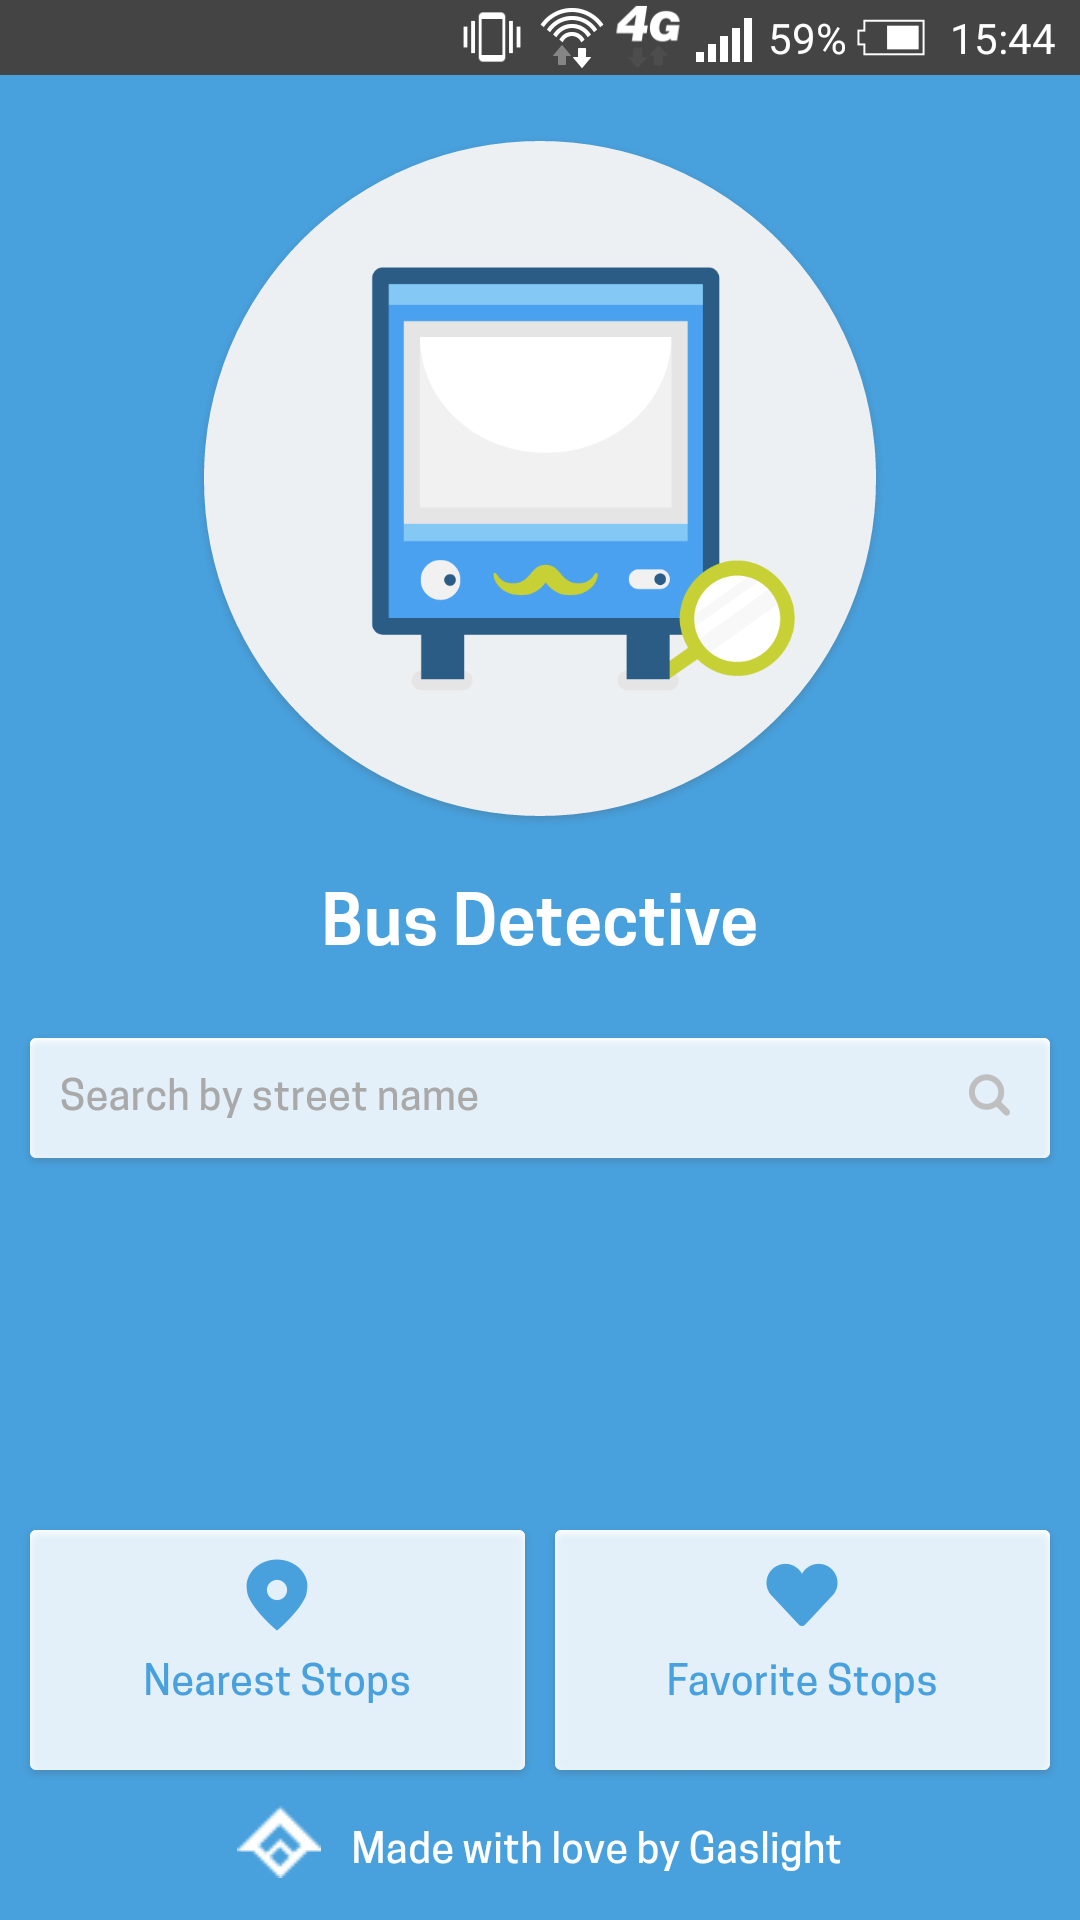 4G 59% 15:44
Bus Detective
Search by street name
Nearest Stops
Favorite Stops
Made with love by Gaslight